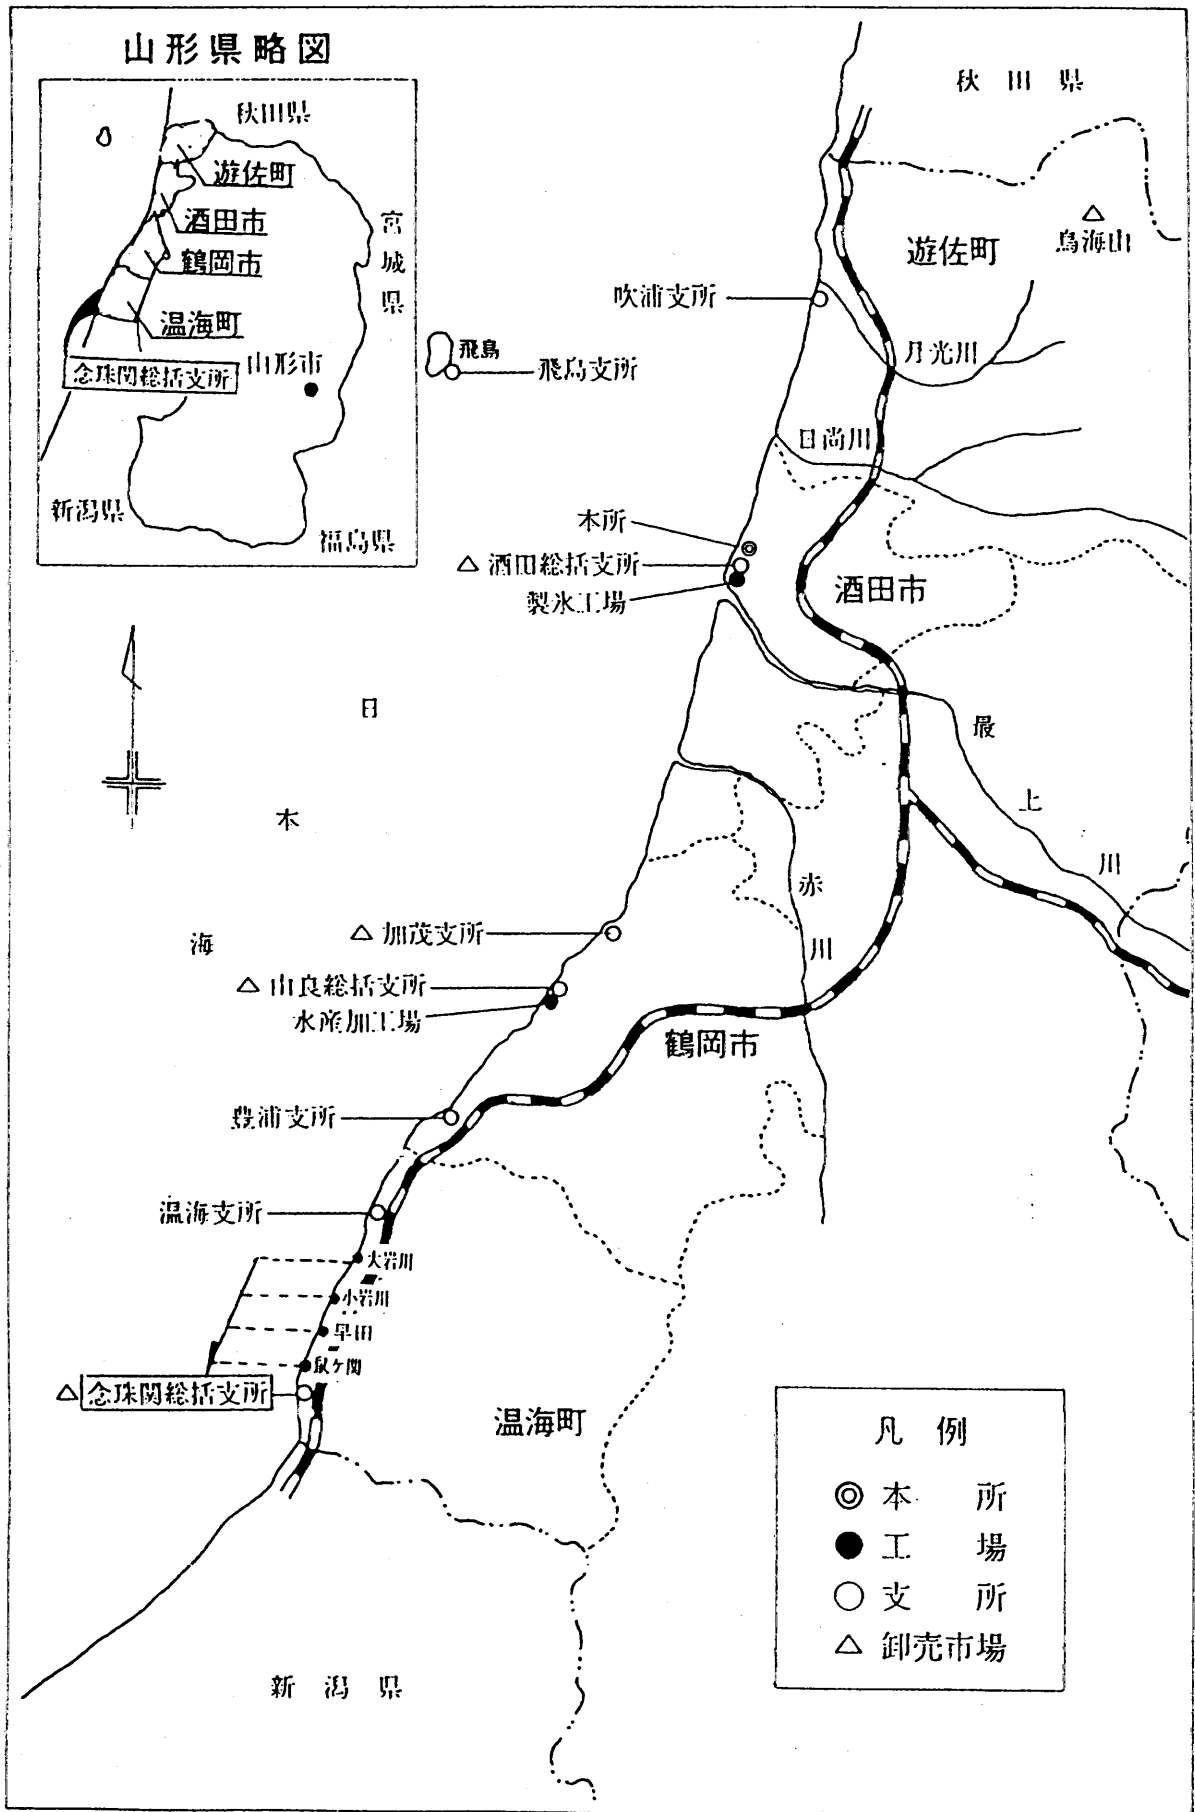 山形県略図
秋田県
遊佐町
酒田市
鶴岡市
温海町
念珠関総括支所
山形市
宮城県
新潟県
福島県
秋田県
鳥海山
遊佐町
吹浦支所
月光川
飛島
飛島支所
日向川
本所
△ 酒田総括支所
製氷工場
酒田市
日本海
最上川
赤川
△ 加茂支所
△ 由良総括支所
水産加工場
鶴岡市
豊浦支所
温海支所
大岩川
小岩川
早田
鼠ケ関
△ 念珠関総括支所
温海町
新潟県
凡例
◎ 本所
● 工場
○ 支所
△ 卸売市場